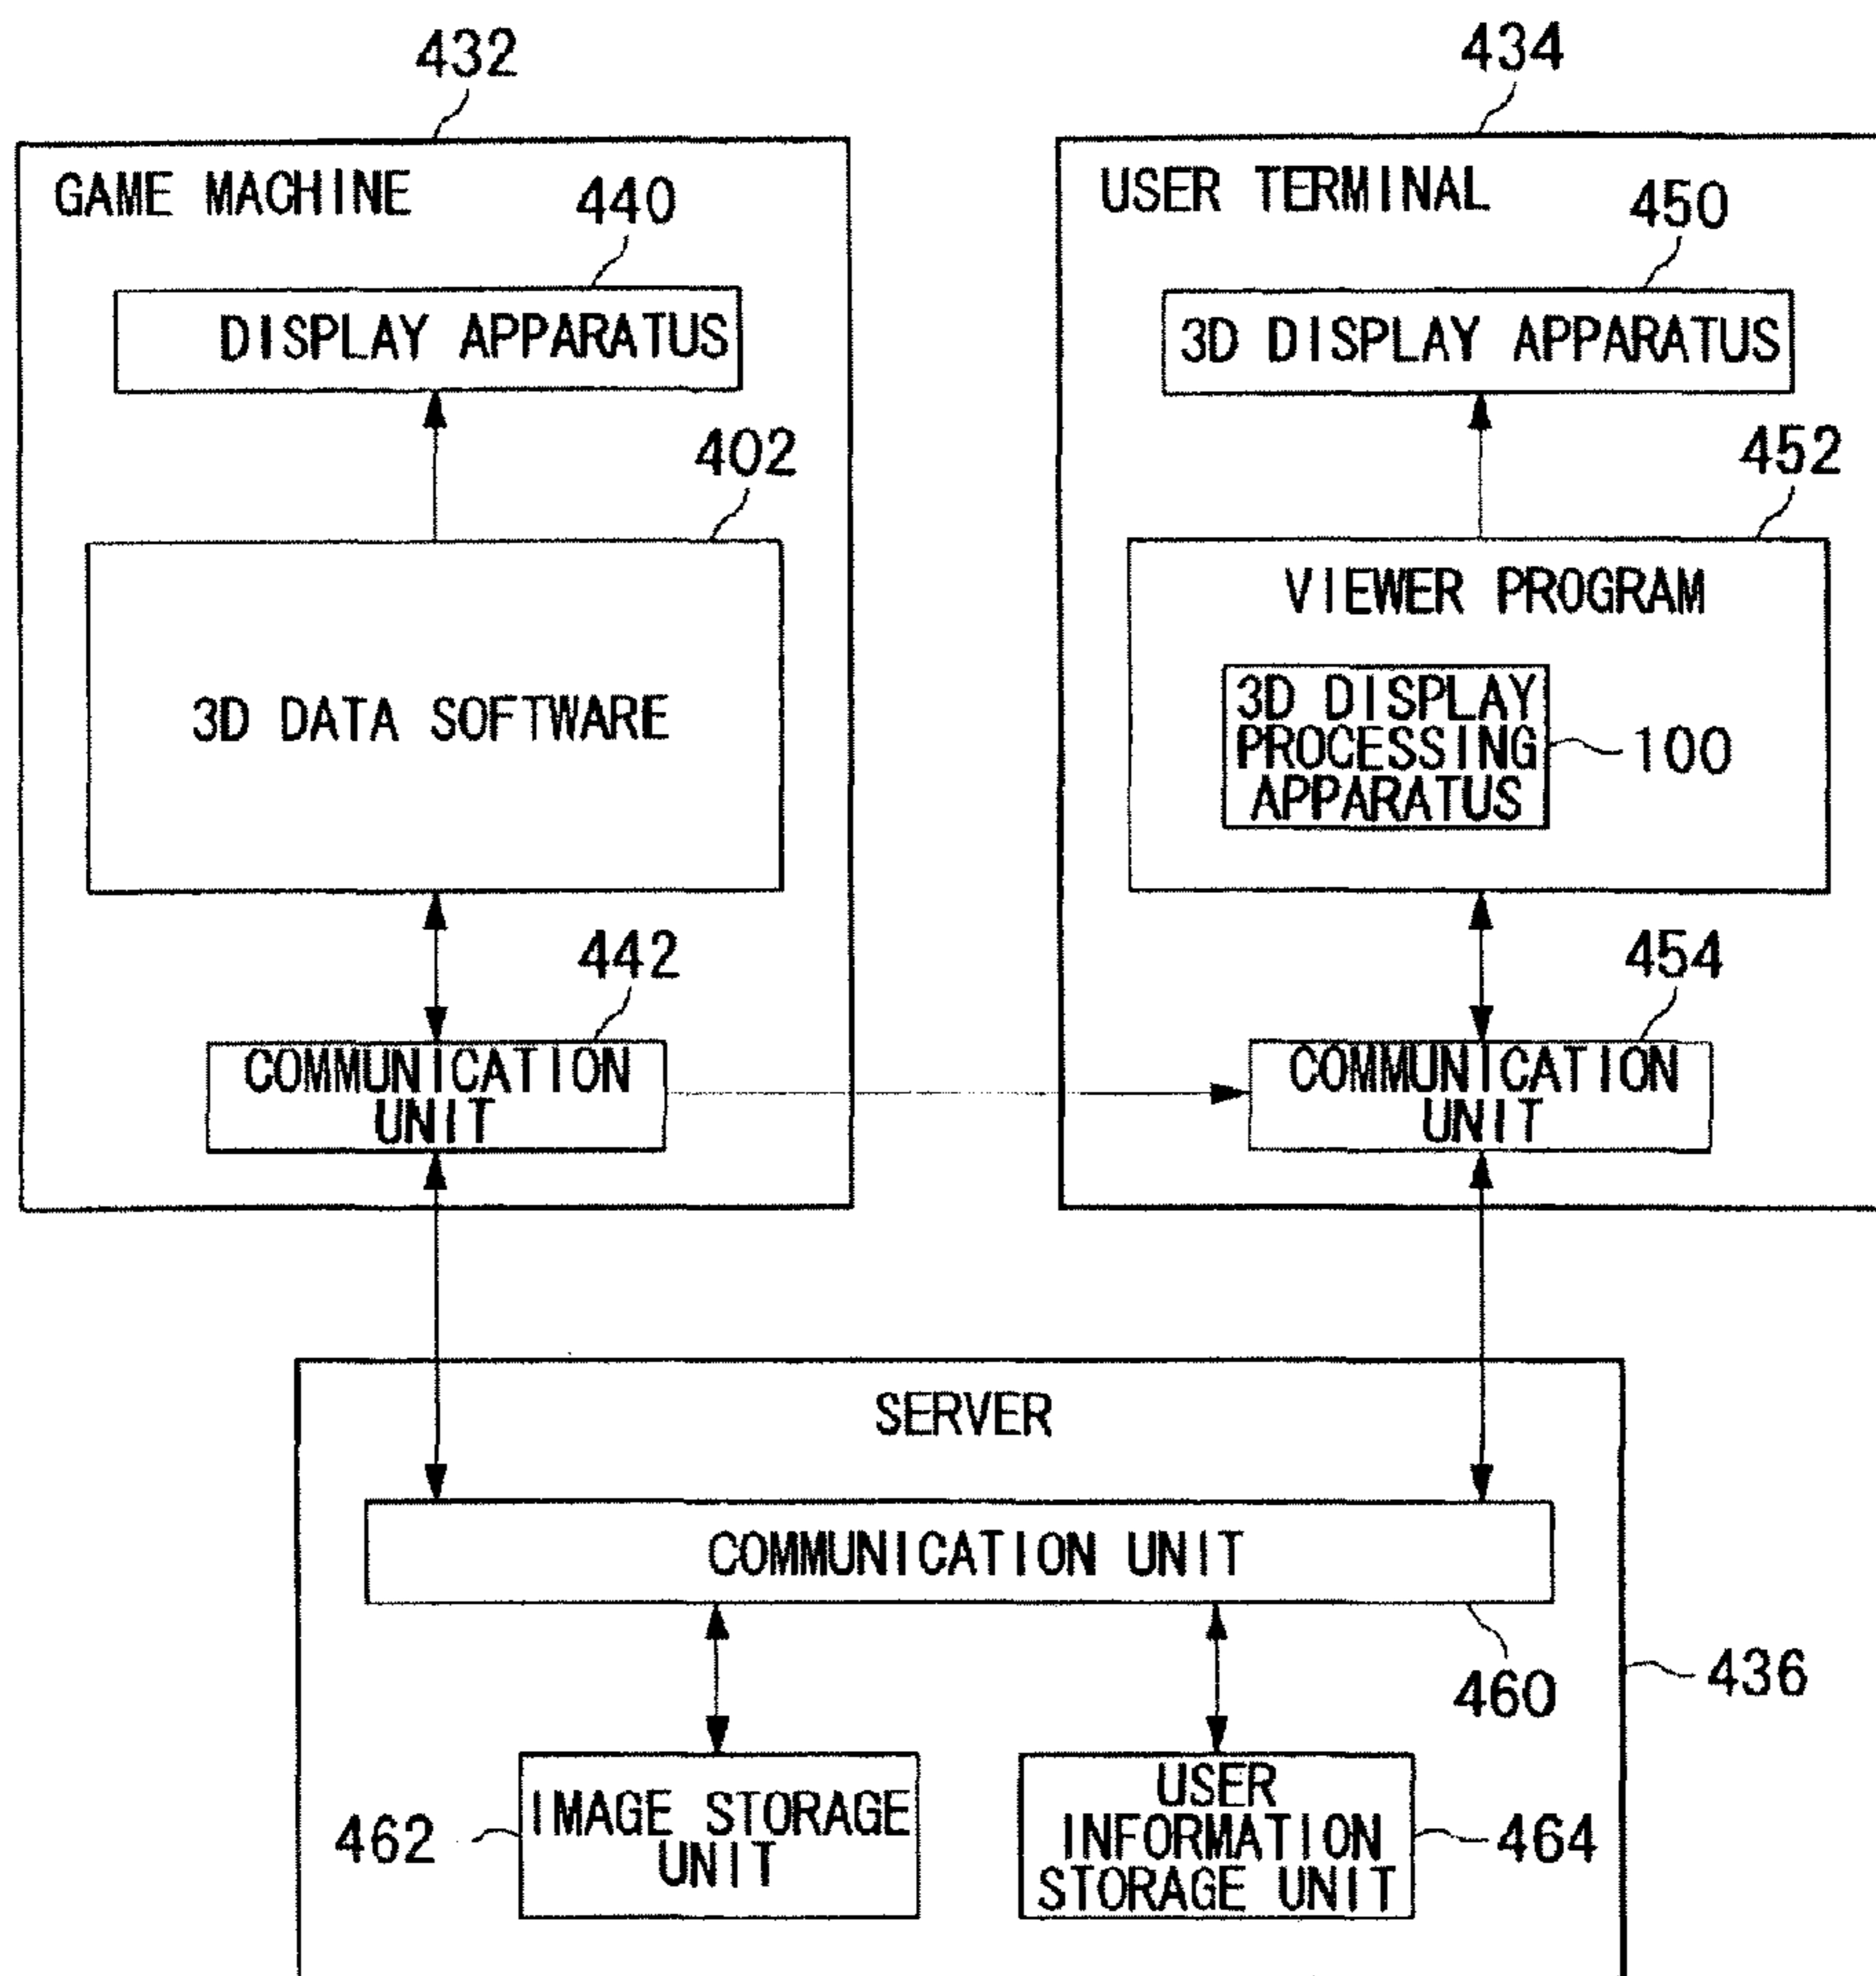 432
434
GAME MACHINE
440
DISPLAY APPARATUS
402
3D DATA SOFTWARE
442
COMMUNICATION
UNIT
USER TERMINAL
450
3D DISPLAY APPARATUS
452
VIEWER PROGRAM
3D DISPLAY
PROCESSING
APPARATUS
100
454
COMMUNICATION
UNIT
SERVER
COMMUNICATION UNIT
460
436
IMAGE STORAGE
UNIT
462
USER
INFORMATION
STORAGE UNIT
464